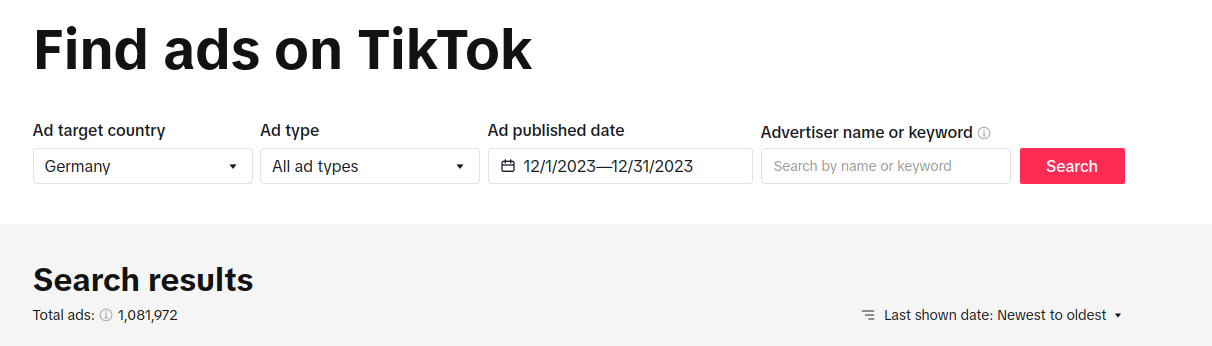 Find ads on TikTok
Ad target country Ad type Ad published date Advertiser name or keyword
Germany All ad types 12/1/2023—12/31/2023 Search by name or keyword Search
Search results
Total ads: 1,081,972 Last shown date: Newest to oldest